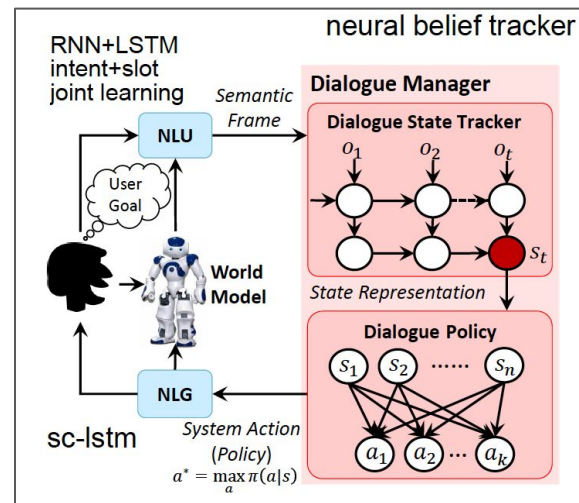 neural belief tracker
RNN+LSTM
intent+slot
joint learning
Semantic
Frame
NLU
User
Goal
World
Model
NLG
sc-lstm
Dialogue Manager
Dialogue State Tracker
o₁ o₂ oₜ
sₜ
State Representation
Dialogue Policy
s₁ s₂ ...... sₙ
a₁ a₂ ... aₖ
System Action
(Policy)
a* = max π(a|s)
a